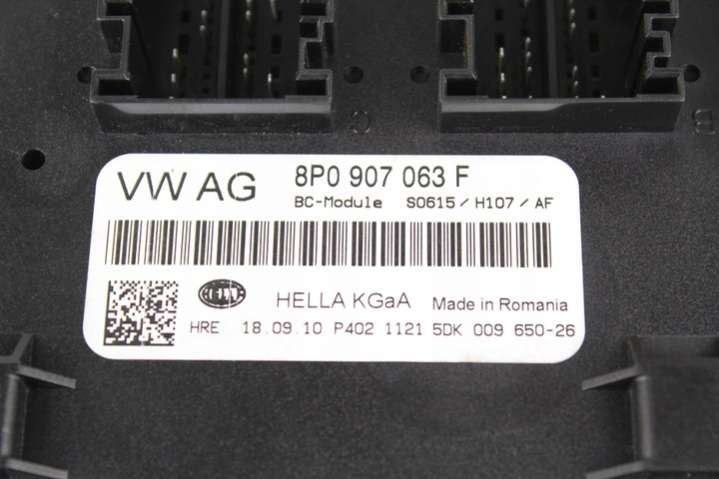 VW AG 8P0 907 063 F
BC-Module S0615 / H107 / AF
HELLA KGaA Made in Romania
HRE 18.09.10 P402 1121 5DK 009 650-26